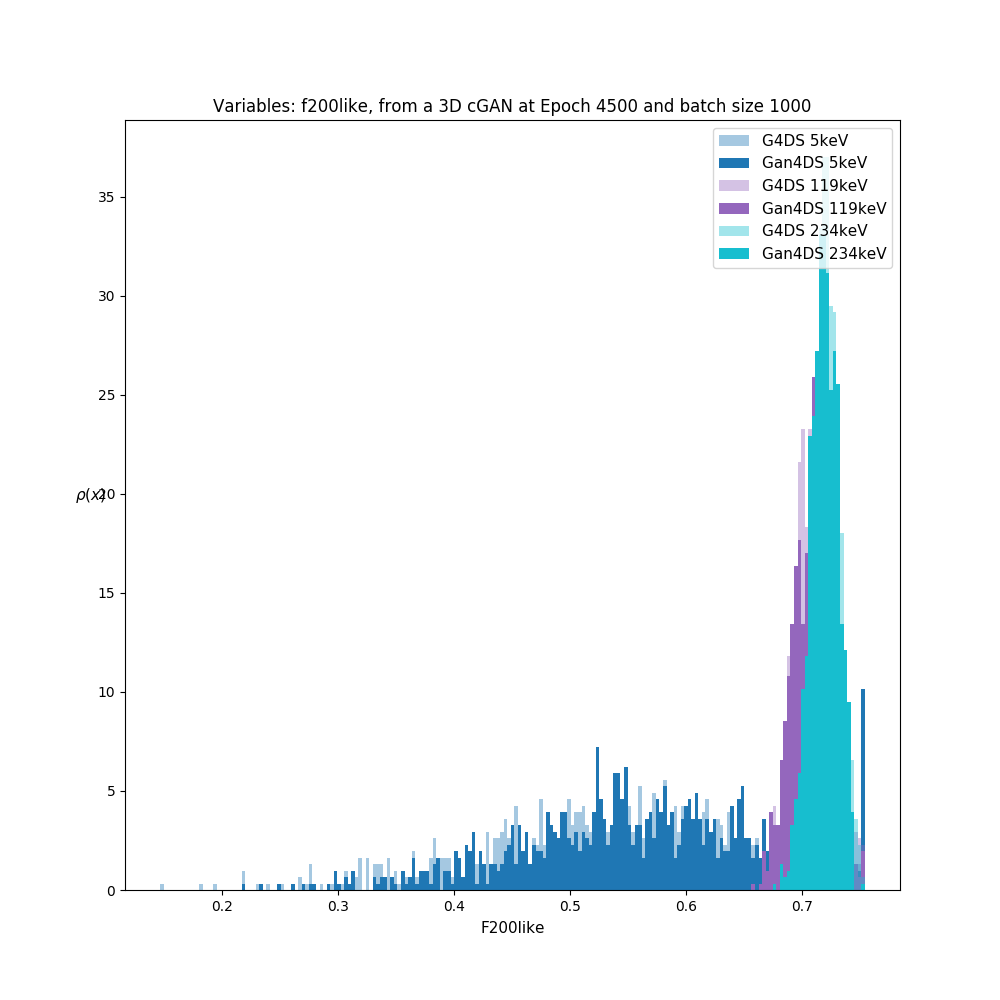 Variables: f200like, from a 3D cGAN at Epoch 4500 and batch size 1000
G4DS 5keV
Gan4DS 5keV
G4DS 119keV
Gan4DS 119keV
G4DS 234keV
Gan4DS 234keV
35
30
25
ρ(x)
20
15
10
5
0
0.2 0.3 0.4 0.5 0.6 0.7
F200like